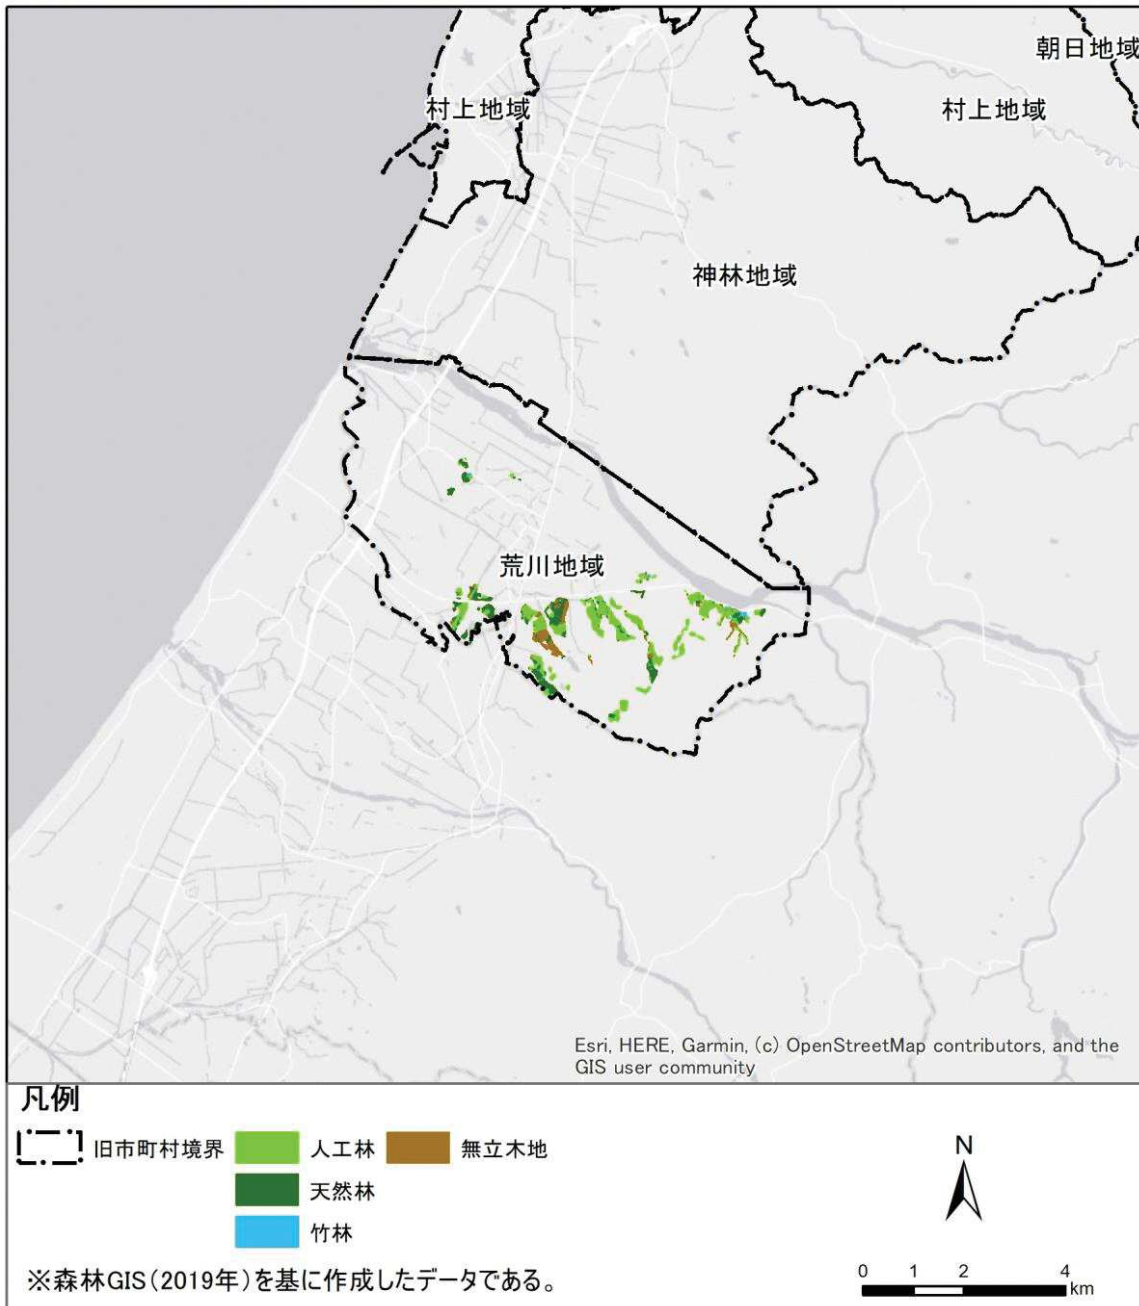 朝日地域
村上地域
村上地域
神林地域
荒川地域
Esri, HERE, Garmin, (c) OpenStreetMap contributors, and the
GIS user community
凡例
旧市町村境界
人工林
無立木地
天然林
竹林
N
※森林GIS(2019年)を基に作成したデータである。
0 1 2 4
km